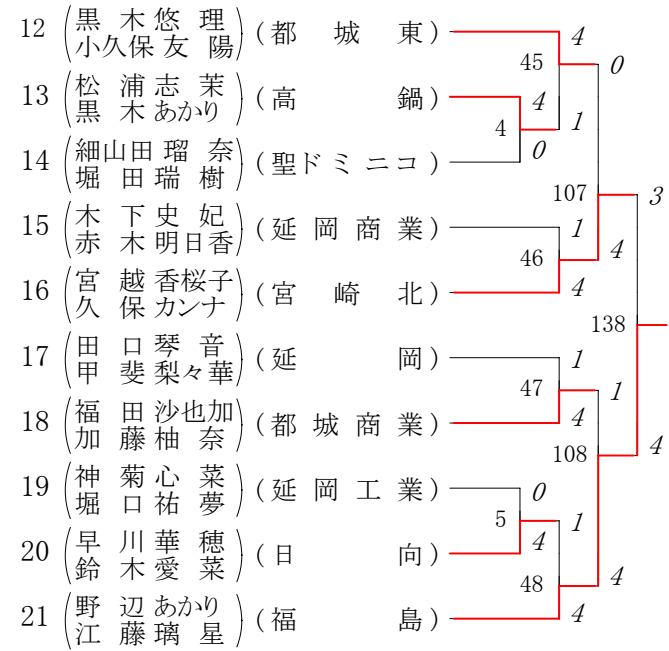 12 黒木悠理 小久保友陽 (都城東) 4
45 0
13 松浦志茉 黒木あかり (高鍋) 4 1
4
14 細山田瑠奈 堀田瑞樹 (聖ドミニコ) 0
107 3
15 木下史妃 赤木明日香 (延岡商業) 1
46 4
16 宮越香桜子 久保カンナ (宮崎北) 4
138
17 田口琴音 甲斐梨々華 (延岡) 1
47 1
18 福田沙也加 加藤柚奈 (都城商業) 4
108 4
19 神菊心菜 堀口祐夢 (延岡工業) 0
5 1
20 早川華穂 鈴木愛菜 (日向) 4
48 4
21 野辺あかり 江藤璃星 (福島) 4